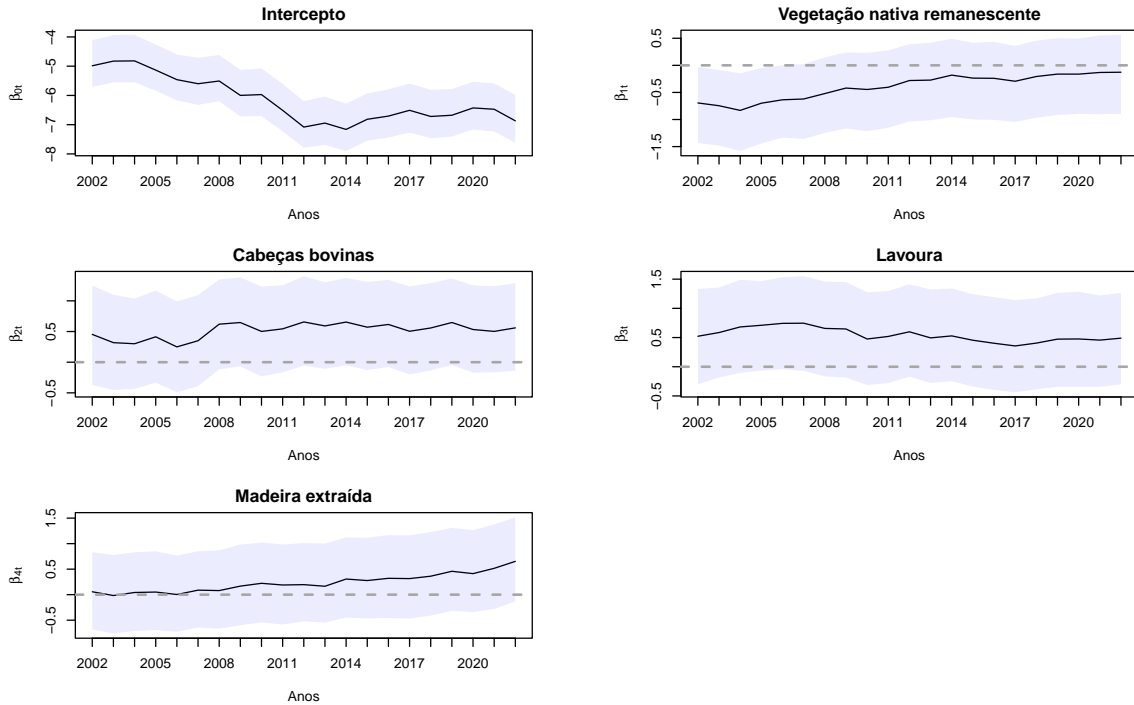 Intercepto
β0t
−4
−5
−6
−7
−8
2002 2005 2008 2011 2014 2017 2020
Anos
Vegetação nativa remanescente
β1t
0.5
−0.5
−1.5
2002 2005 2008 2011 2014 2017 2020
Anos
Cabeças bovinas
β2t
0.5
−0.5
2002 2005 2008 2011 2014 2017 2020
Anos
Lavoura
β3t
1.5
0.5
−0.5
2002 2005 2008 2011 2014 2017 2020
Anos
Madeira extraída
β4t
1.5
0.5
−0.5
2002 2005 2008 2011 2014 2017 2020
Anos